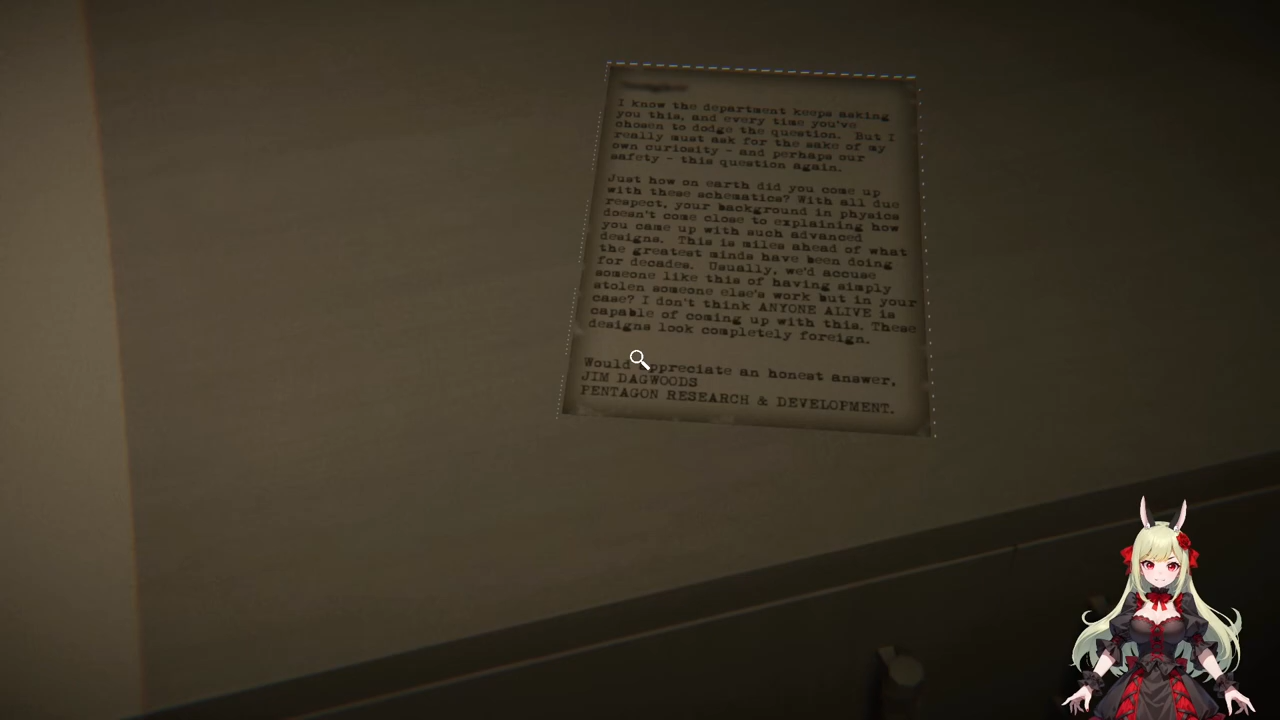 I know the department keeps asking
you this, and every time you've
chosen to dodge the question.  But I
really must ask for the sake of my
own curiosity - and perhaps our
safety - this question again.
Just how on earth did you come up
with these schematics? With all due
respect, your background in physics
doesn't come close to explaining how
you came up with such advanced
designs.  This is miles ahead of what
the greatest minds have been doing
for decades.  Usually, we'd accuse
someone like this of having simply
stolen someone else's work but in your
case? I don't think ANYONE ALIVE is
capable of coming up with this. These
designs look completely foreign.
Would appreciate an honest answer,
JIM DAGWOODS
PENTAGON RESEARCH & DEVELOPMENT.